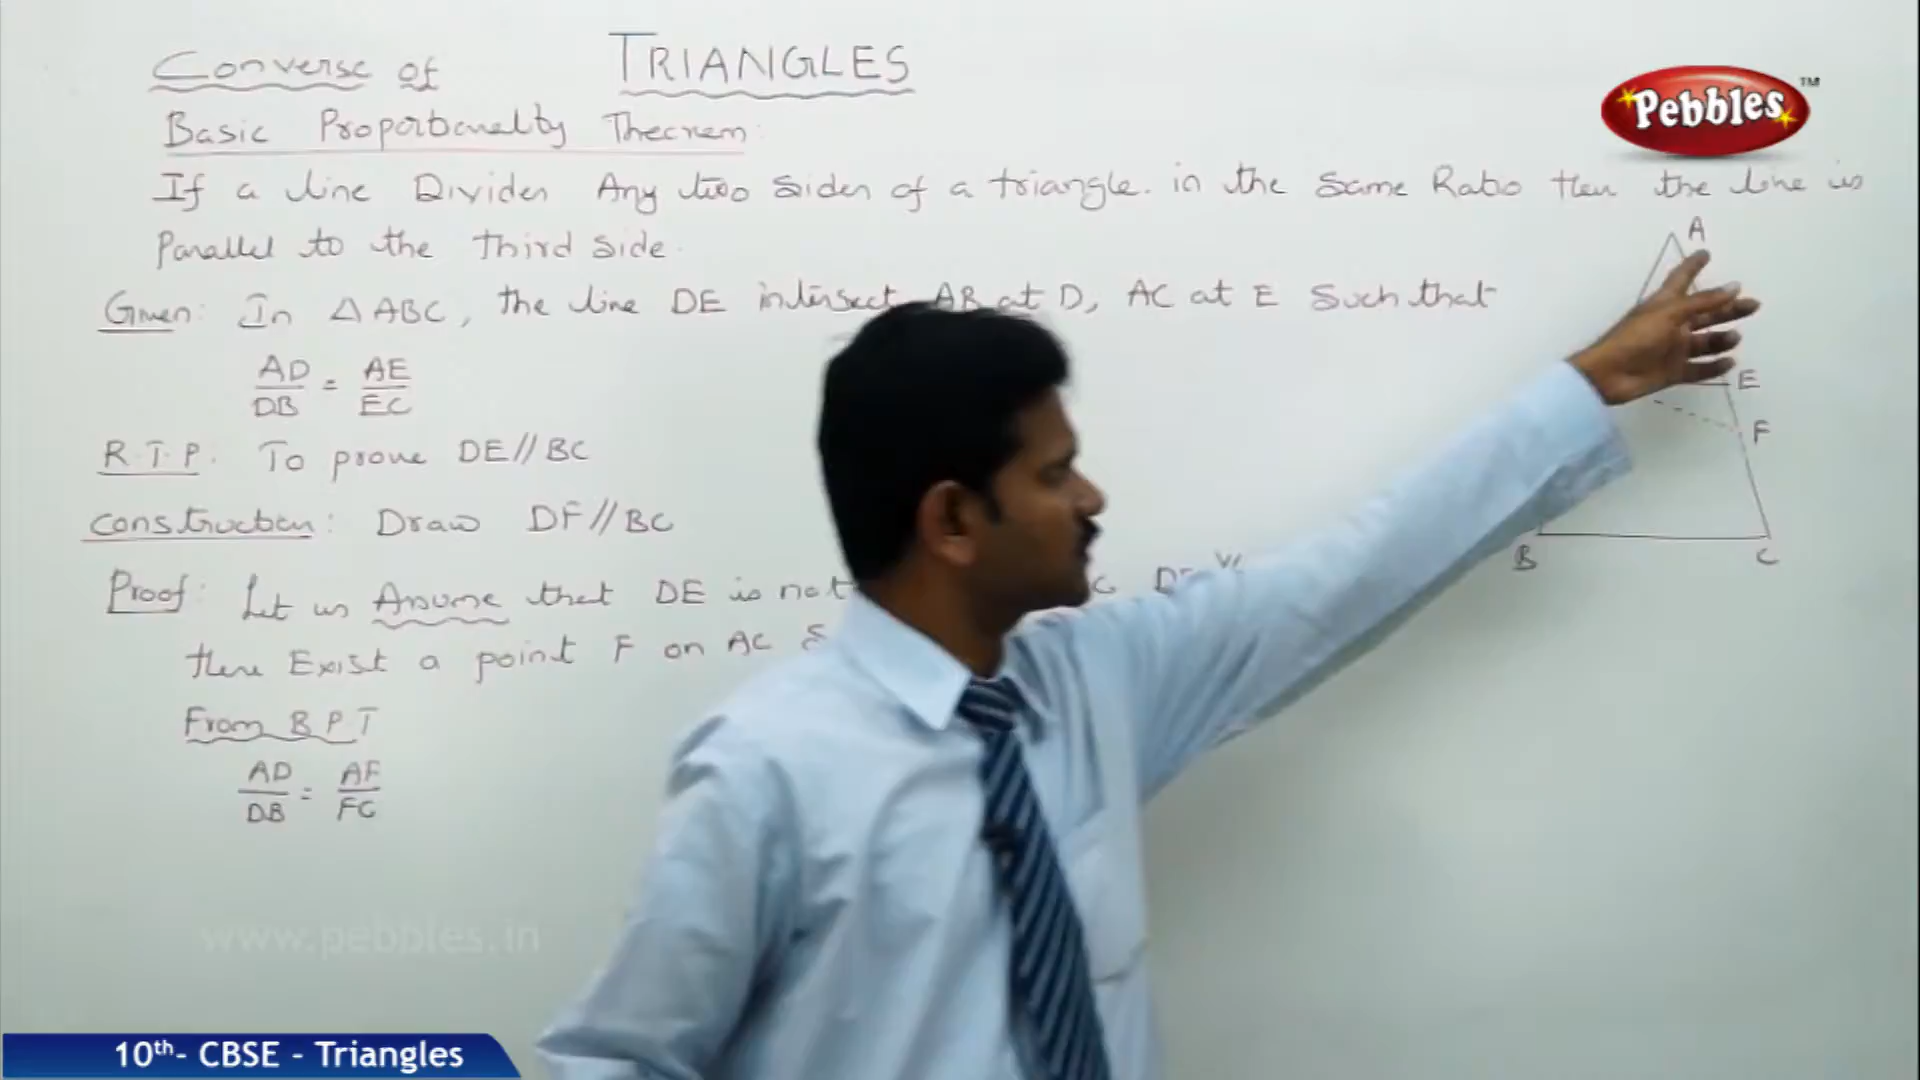 TRIANGLES
Converse of
Basic Proportionality Theorem:
If a line Divides Any two sides of a triangle. in the same Ratio then the line is
Parallel to the third side.
Given: In △ABC, the line DE intersect AB at D, AC at E such that
AD/DB = AE/EC
R.T.P: To prove DE//BC
construction: Draw DF//BC
Proof: Let us Assume that DE is not
there Exist a point F on AC
From BPT
AD/DB = AF/FC
A
E
F
B
C
Pebbles™
www.pebbles.in
10th- CBSE - Triangles